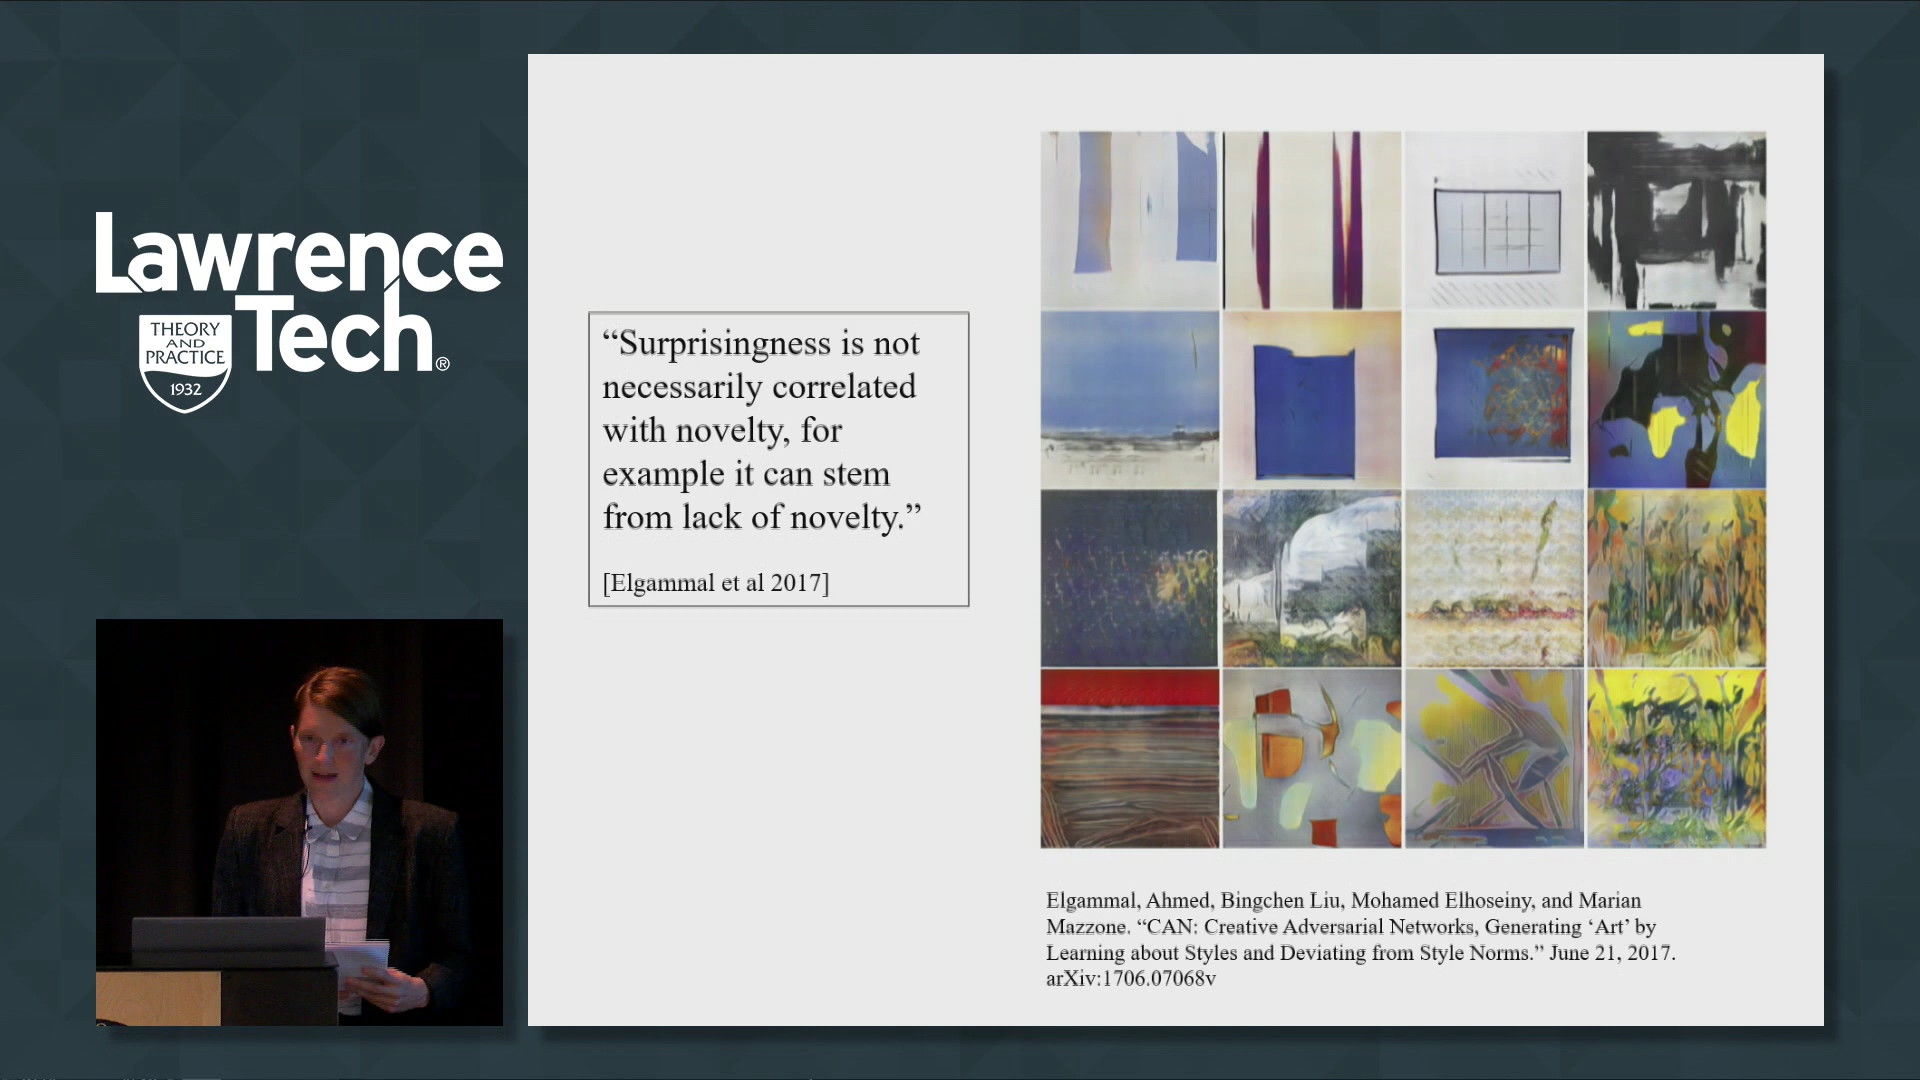 Lawrence
Tech®
THEORY
AND
PRACTICE
1932
“Surprisingness is not
necessarily correlated
with novelty, for
example it can stem
from lack of novelty.”
[Elgammal et al 2017]
Elgammal, Ahmed, Bingchen Liu, Mohamed Elhoseiny, and Marian
Mazzone. “CAN: Creative Adversarial Networks, Generating ‘Art’ by
Learning about Styles and Deviating from Style Norms.” June 21, 2017.
arXiv:1706.07068v